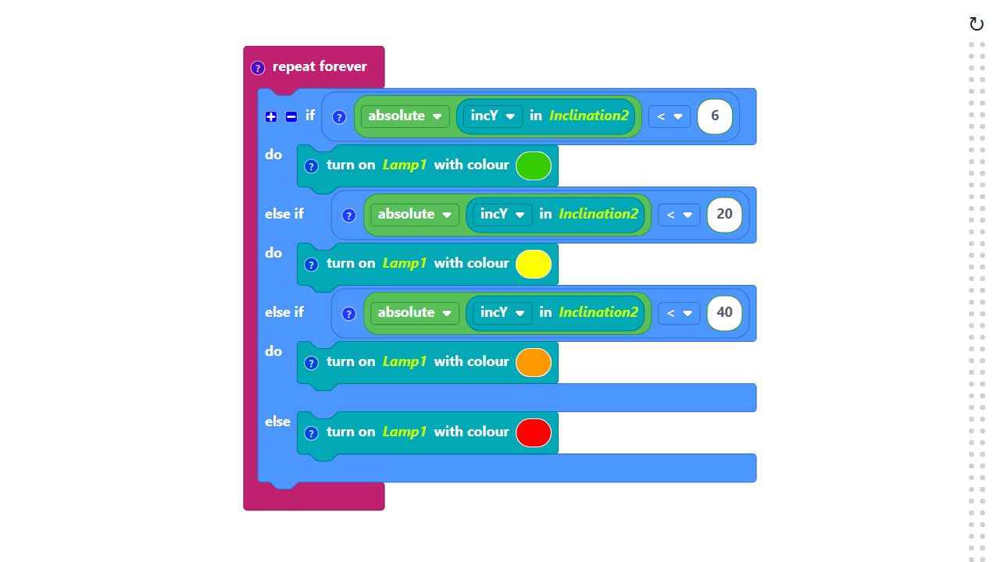 ? repeat forever
if ? absolute incY in Inclination2 < 6
do ? turn on Lamp1 with colour
else if ? absolute incY in Inclination2 < 20
do ? turn on Lamp1 with colour
else if ? absolute incY in Inclination2 < 40
do ? turn on Lamp1 with colour
else ? turn on Lamp1 with colour